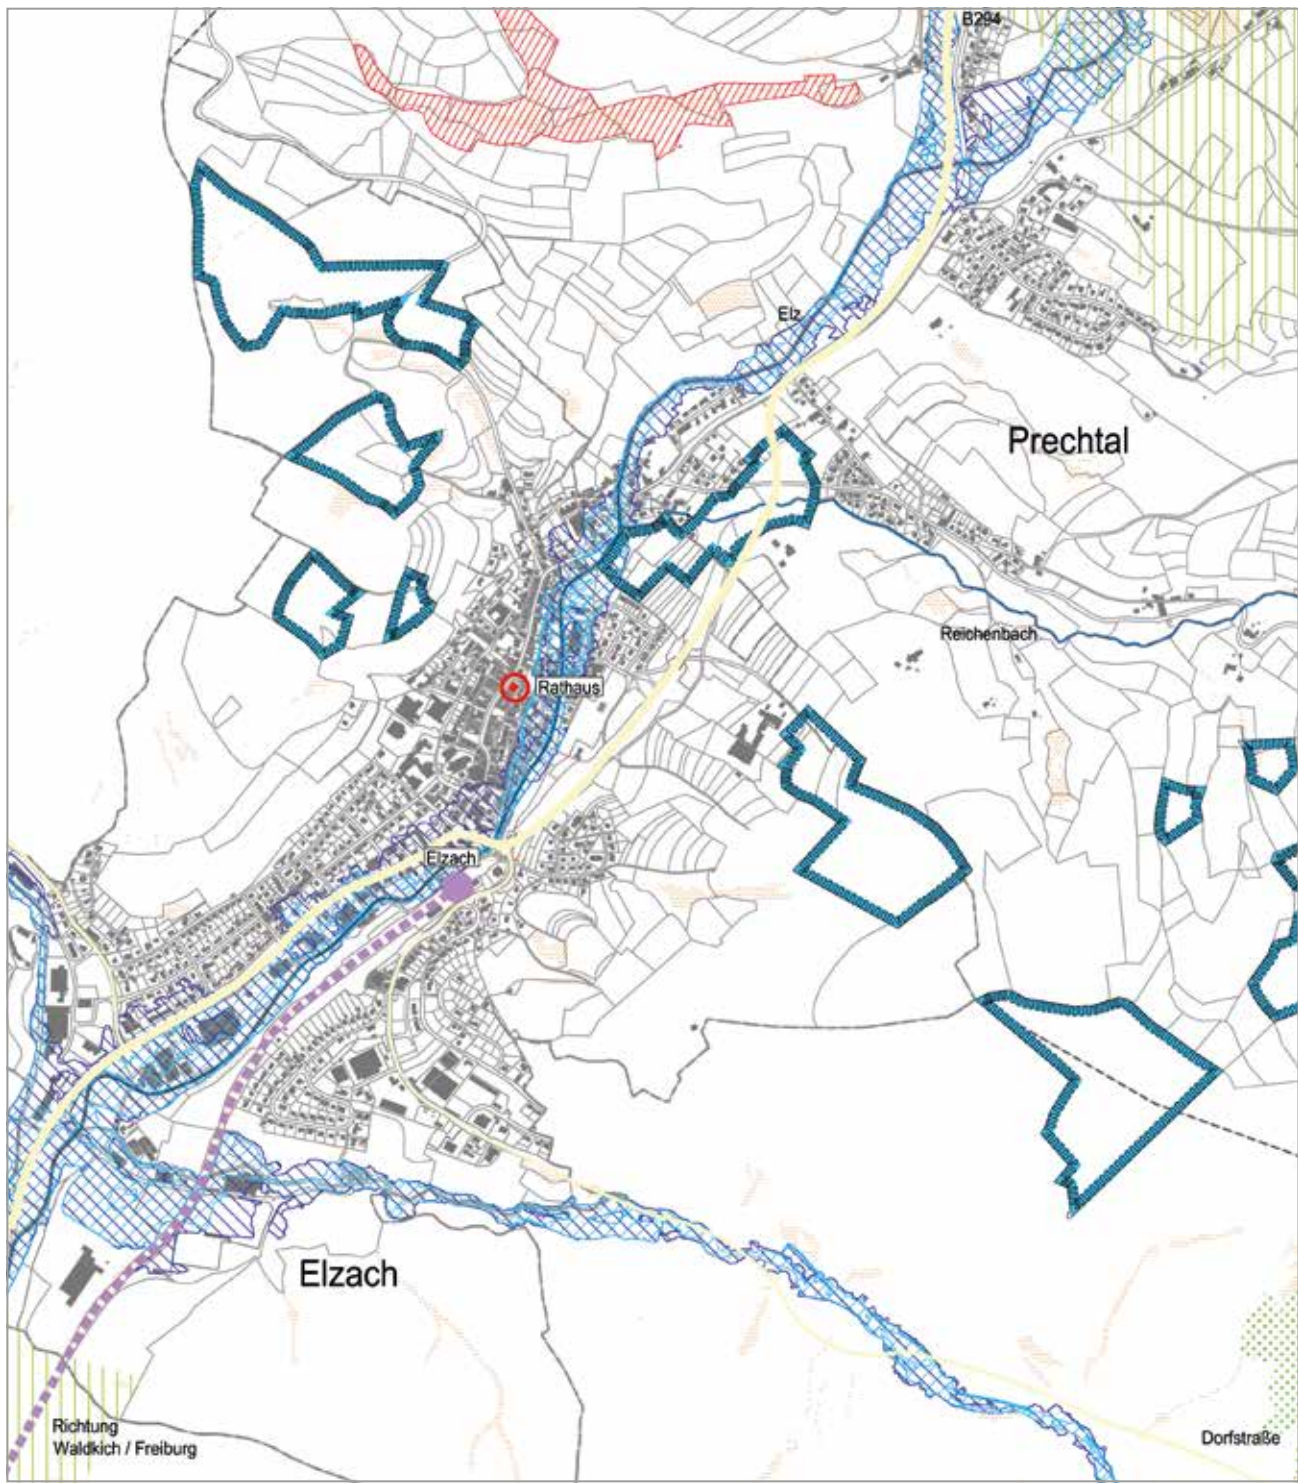 B294
Elz
Prechtal
Reichenbach
Rathaus
Elzach
Elzach
Richtung
Waldkich / Freiburg
Dorfstraße